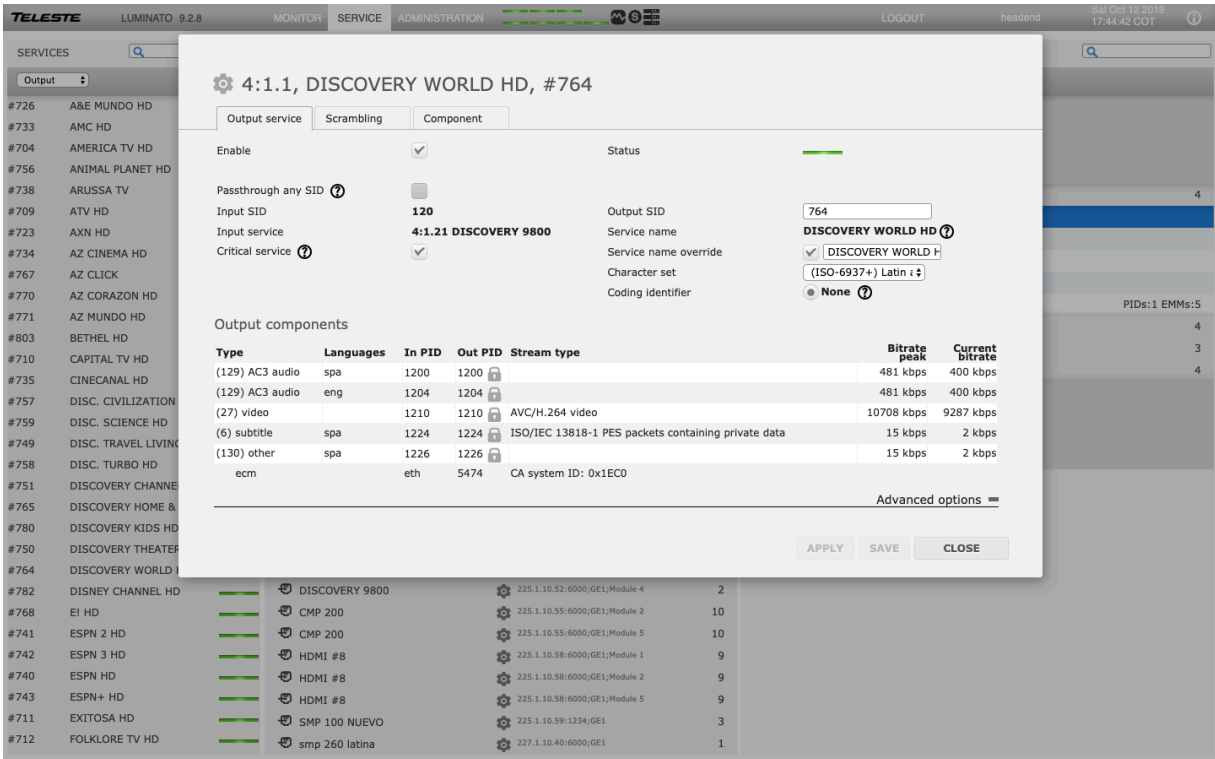 TELESTE LUMINATO 9.2.8 MONITOR SERVICE ADMINISTRATION LOGOUT headend Sat Oct 12 2019 17:44:42 COT
SERVICES
Output
#726 A&E MUNDO HD
#733 AMC HD
#704 AMERICA TV HD
#756 ANIMAL PLANET HD
#738 ARUSSA TV
#709 ATV HD
#723 AXN HD
#734 AZ CINEMA HD
#767 AZ CLICK
#770 AZ CORAZON HD
#771 AZ MUNDO HD
#803 BETHEL HD
#710 CAPITAL TV HD
#735 CINECANAL HD
#757 DISC. CIVILIZATION
#759 DISC. SCIENCE HD
#749 DISC. TRAVEL LIVING
#758 DISC. TURBO HD
#751 DISCOVERY CHANNE
#765 DISCOVERY HOME &
#780 DISCOVERY KIDS HD
#750 DISCOVERY THEATER
#764 DISCOVERY WORLD H
#782 DISNEY CHANNEL HD
#768 E! HD
#741 ESPN 2 HD
#742 ESPN 3 HD
#740 ESPN HD
#743 ESPN+ HD
#711 EXITOSA HD
#712 FOLKLORE TV HD
4:1.1, DISCOVERY WORLD HD, #764
Output service Scrambling Component
Enable Status
Passthrough any SID ?
Input SID 120 Output SID 764
Input service 4:1.21 DISCOVERY 9800 Service name DISCOVERY WORLD HD ?
Critical service ? Service name override DISCOVERY WORLD H
Character set (ISO-6937+) Latin a
Coding identifier None ?
Output components
Type Languages In PID Out PID Stream type Bitrate peak Current bitrate
(129) AC3 audio spa 1200 1200 481 kbps 400 kbps
(129) AC3 audio eng 1204 1204 481 kbps 400 kbps
(27) video 1210 1210 AVC/H.264 video 10708 kbps 9287 kbps
(6) subtitle spa 1224 1224 ISO/IEC 13818-1 PES packets containing private data 15 kbps 2 kbps
(130) other spa 1226 1226 15 kbps 2 kbps
ecm eth 5474 CA system ID: 0x1EC0
Advanced options
APPLY SAVE CLOSE
4
PIDs:1 EMMs:5
4
3
4
DISCOVERY 9800 225.1.10.52:6000;GE1;Module 4 2
CMP 200 225.1.10.55:6000;GE1;Module 2 10
CMP 200 225.1.10.55:6000;GE1;Module 5 10
HDMI #8 225.1.10.58:6000;GE1;Module 1 9
HDMI #8 225.1.10.58:6000;GE1;Module 2 9
HDMI #8 225.1.10.58:6000;GE1;Module 5 9
SMP 100 NUEVO 225.1.10.59:1234;GE1 3
smp 260 latina 227.1.10.40:6000;GE1 1